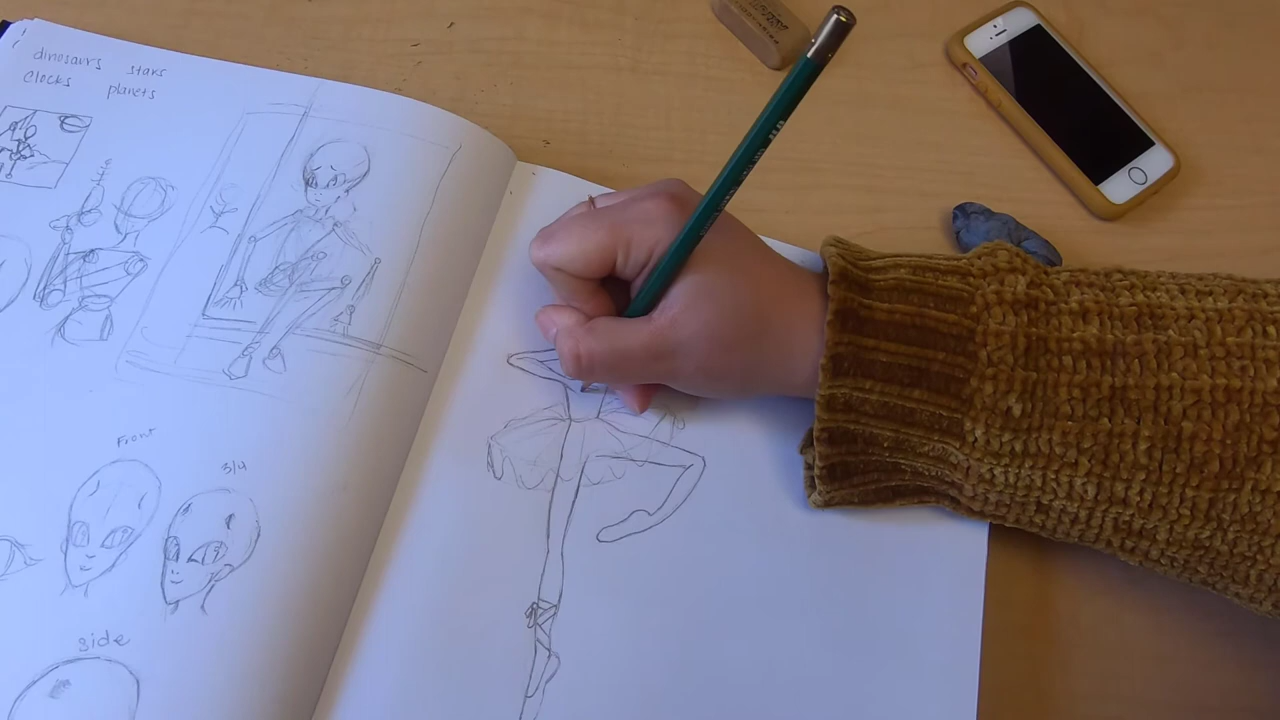 dinosaurs stars
clocks planets
Front
3/4
side